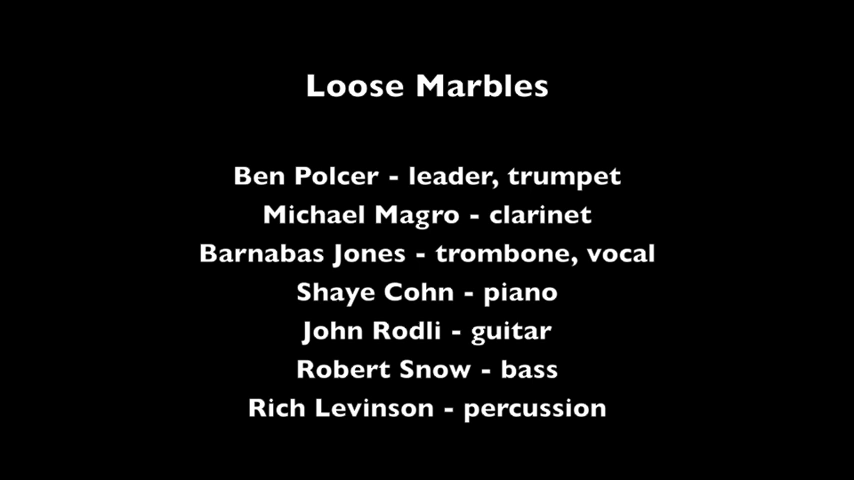 Loose Marbles
Ben Polcer - leader, trumpet
Michael Magro - clarinet
Barnabas Jones - trombone, vocal
Shaye Cohn - piano
John Rodli - guitar
Robert Snow - bass
Rich Levinson - percussion